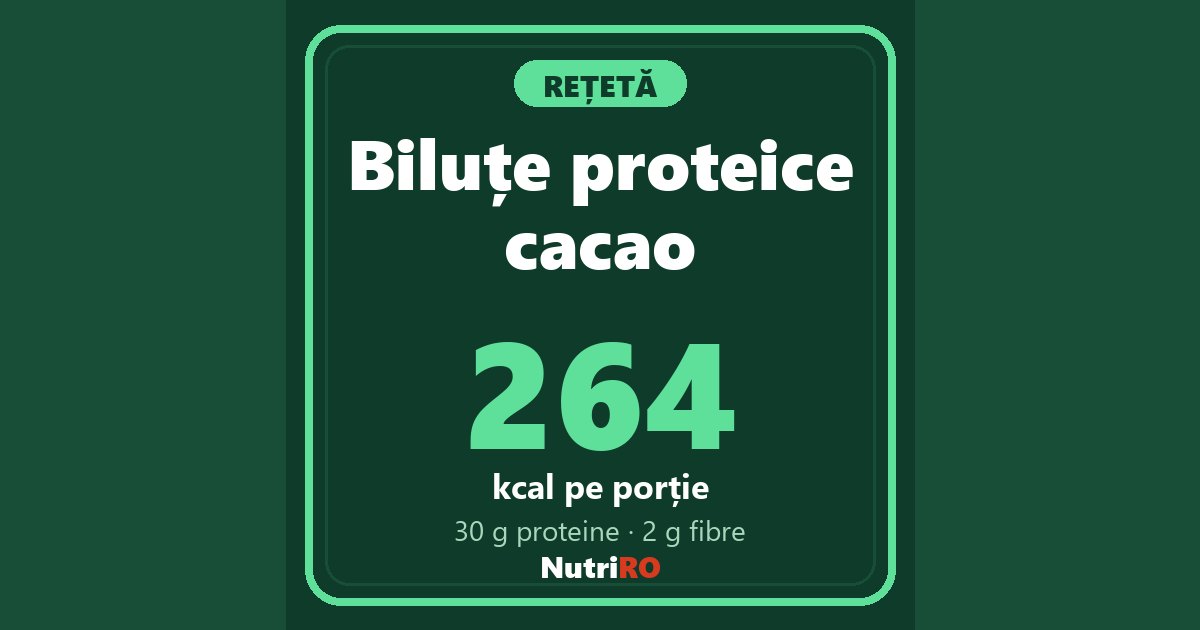 REȚETĂ
Biluțe proteice
cacao
264
kcal pe porție
30 g proteine · 2 g fibre
NutriRO